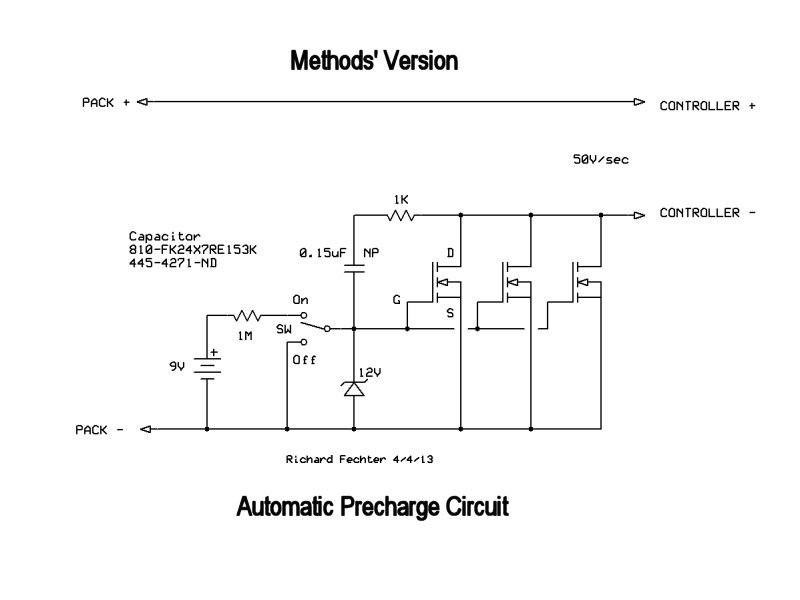 Methods' Version
PACK +
CONTROLLER +
50V/sec
1K
CONTROLLER -
Capacitor
810-FK24X7RE153K
445-4271-ND
0.15uF NP
D
G
S
On
SW
1M
Off
+
9V
12V
PACK -
Richard Fechter 4/4/13
Automatic Precharge Circuit